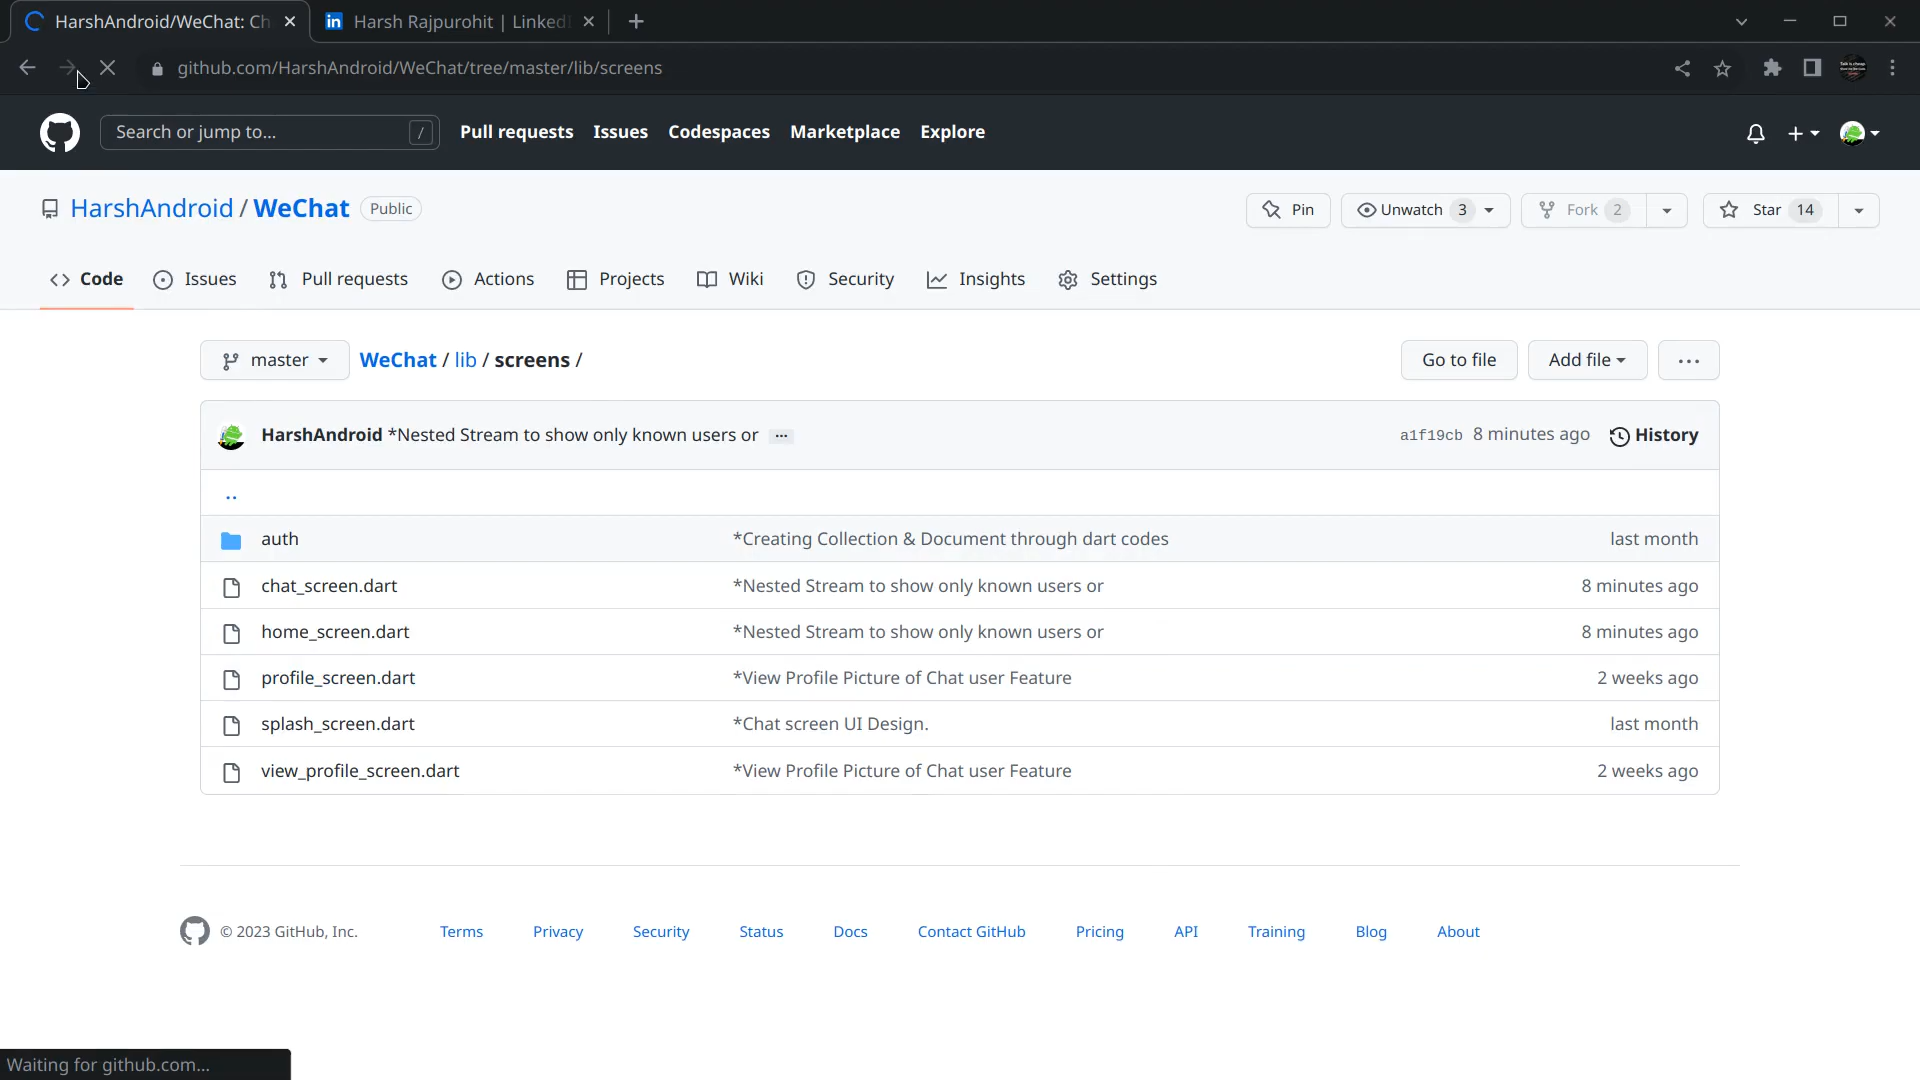 HarshAndroid/WeChat: Ch
Harsh Rajpurohit | Linked
github.com/HarshAndroid/WeChat/tree/master/lib/screens
Search or jump to... /
Pull requests Issues Codespaces Marketplace Explore
HarshAndroid / WeChat Public
Pin Unwatch 3 Fork 2 Star 14
Code Issues Pull requests Actions Projects Wiki Security Insights Settings
master WeChat / lib / screens / Go to file Add file ...
HarshAndroid *Nested Stream to show only known users or ... a1f19cb 8 minutes ago History
..
auth *Creating Collection & Document through dart codes last month
chat_screen.dart *Nested Stream to show only known users or 8 minutes ago
home_screen.dart *Nested Stream to show only known users or 8 minutes ago
profile_screen.dart *View Profile Picture of Chat user Feature 2 weeks ago
splash_screen.dart *Chat screen UI Design. last month
view_profile_screen.dart *View Profile Picture of Chat user Feature 2 weeks ago
© 2023 GitHub, Inc. Terms Privacy Security Status Docs Contact GitHub Pricing API Training Blog About
Waiting for github.com...